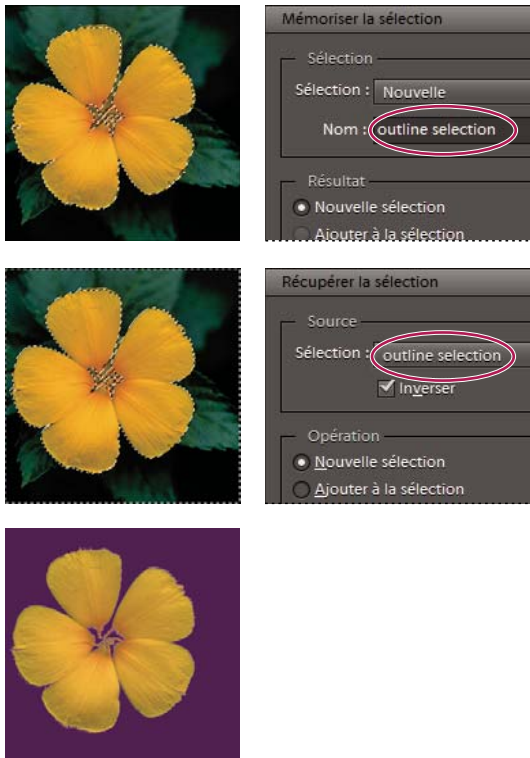 Mémoriser la sélection
Sélection
Sélection : Nouvelle
Nom : outline selection
Résultat
Nouvelle sélection
Ajouter à la sélection
Récupérer la sélection
Source
Sélection : outline selection
Inverser
Opération
Nouvelle sélection
Ajouter à la sélection